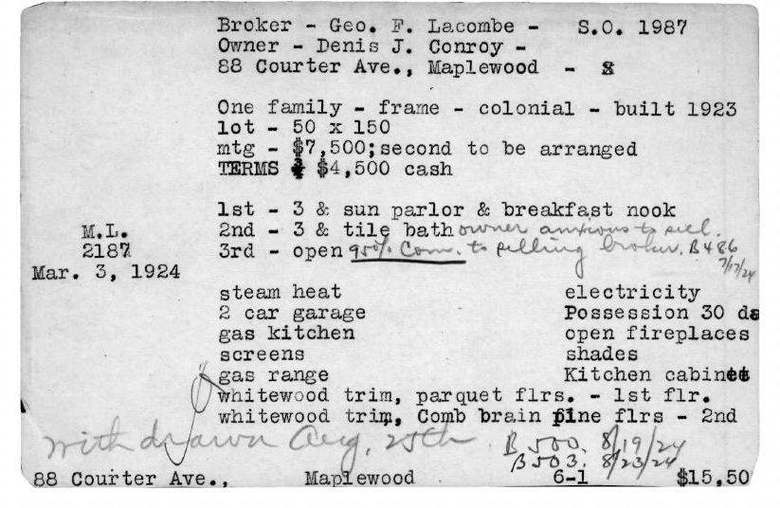 Broker - Geo. F. Lacombe - S.O. 1987
Owner - Denis J. Conroy -
88 Courter Ave., Maplewood - s
One family - frame - colonial - built 1923
lot - 50 x 150
mtg - $7,500; second to be arranged
TERMS $4,500 cash
1st - 3 & sun parlor & breakfast nook
M.L. 2nd - 3 & tile bath owner anxious to sell.
2187 3rd - open 95% Com. to selling broker. B486
Mar. 3, 1924 7/17/24
steam heat electricity
2 car garage Possession 30 da
gas kitchen open fireplaces
screens shades
gas range Kitchen cabinet
whitewood trim, parquet flrs. - 1st flr.
whitewood trim, Comb brain pine flrs - 2nd
withdrawn Aug. 25th B 500. 8/19/24
B503. 8/23/24
88 Courter Ave., Maplewood 6-1 $15,50